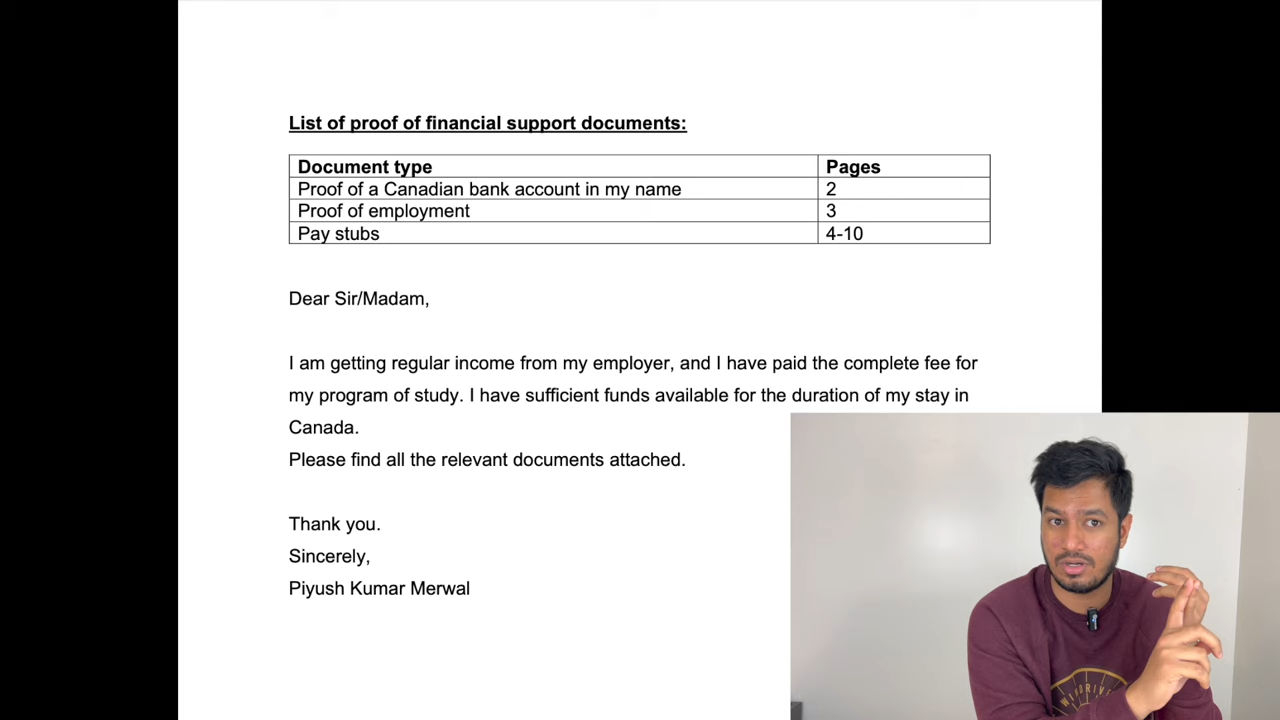 List of proof of financial support documents:
Document type Pages
Proof of a Canadian bank account in my name 2
Proof of employment 3
Pay stubs 4-10
Dear Sir/Madam,
I am getting regular income from my employer, and I have paid the complete fee for
my program of study. I have sufficient funds available for the duration of my stay in
Canada.
Please find all the relevant documents attached.
Thank you.
Sincerely,
Piyush Kumar Merwal